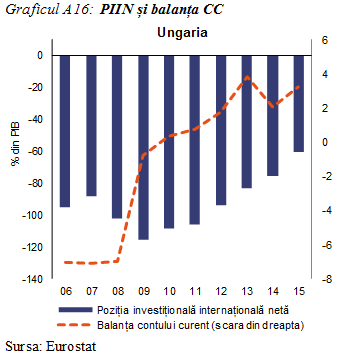 Graficul A16: PIIN și balanța CC
Ungaria
% din PIB
0
-20
-40
-60
-80
-100
-120
-140
6
4
2
0
-2
-4
-6
-8
06 07 08 09 10 11 12 13 14 15
Poziția investițională internațională netă
Balanța contului curent (scara din dreapta)
Sursa: Eurostat